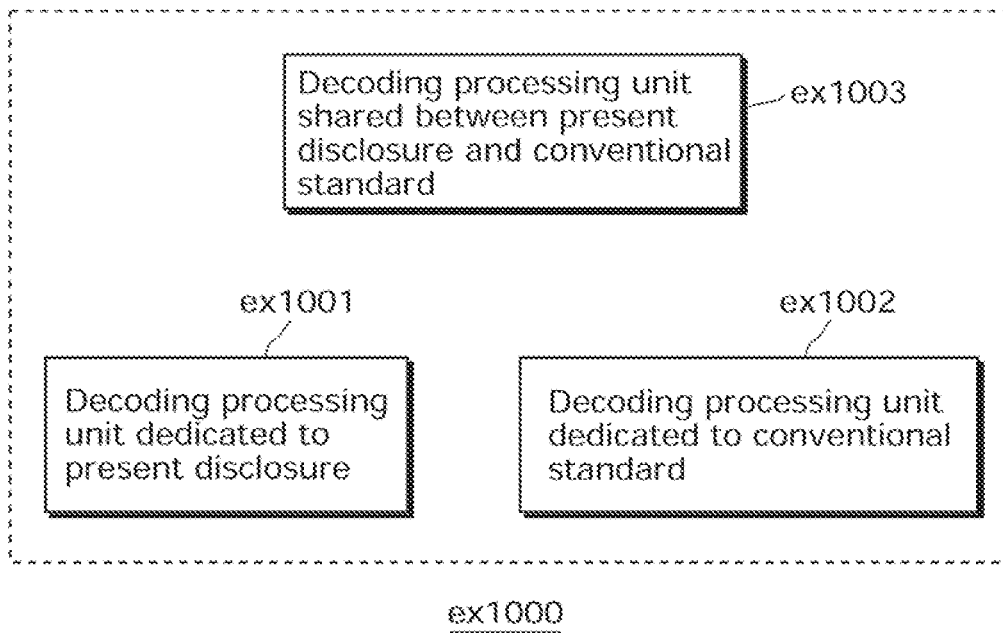 Decoding processing unit
shared between present
disclosure and conventional
standard
ex1003
ex1001
ex1002
Decoding processing
unit dedicated to
present disclosure
Decoding processing unit
dedicated to conventional
standard
ex1000